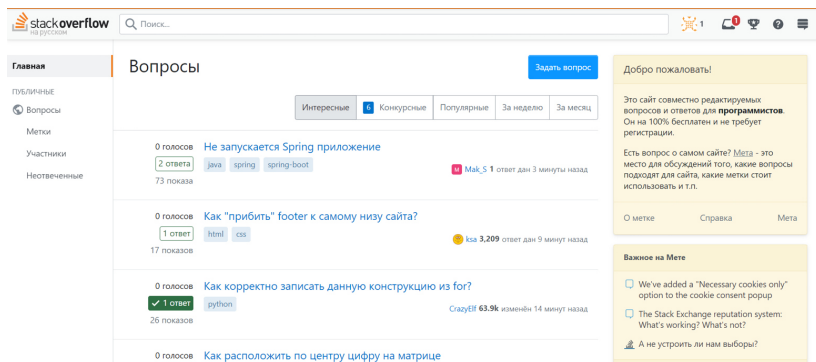 stackoverflow
на русском
Поиск...
1
1
Главная
ПУБЛИЧНЫЕ
Вопросы
Метки
Участники
Неотвеченные
Вопросы
Задать вопрос
Интересные
6 Конкурсные
Популярные
За неделю
За месяц
0 голосов
2 ответа
73 показа
Не запускается Spring приложение
java spring spring-boot
M Mak_S 1 ответ дан 3 минуты назад
0 голосов
1 ответ
17 показов
Как "прибить" footer к самому низу сайта?
html css
ksa 3,209 ответ дан 9 минут назад
0 голосов
1 ответ
26 показов
Как корректно записать данную конструкцию из for?
python
CrazyElf 63.9k изменён 14 минут назад
0 голосов
Как расположить по центру цифру на матрице
Добро пожаловать!
Это сайт совместно редактируемых
вопросов и ответов для программистов.
Он на 100% бесплатен и не требует
регистрации.
Есть вопрос о самом сайте? Мета - это
место для обсуждений того, какие вопросы
подходят для сайта, какие метки стоит
использовать и т.п.
О метке
Справка
Мета
Важное на Мете
We've added a "Necessary cookies only"
option to the cookie consent popup
The Stack Exchange reputation system:
What's working? What's not?
А не устроить ли нам выборы?